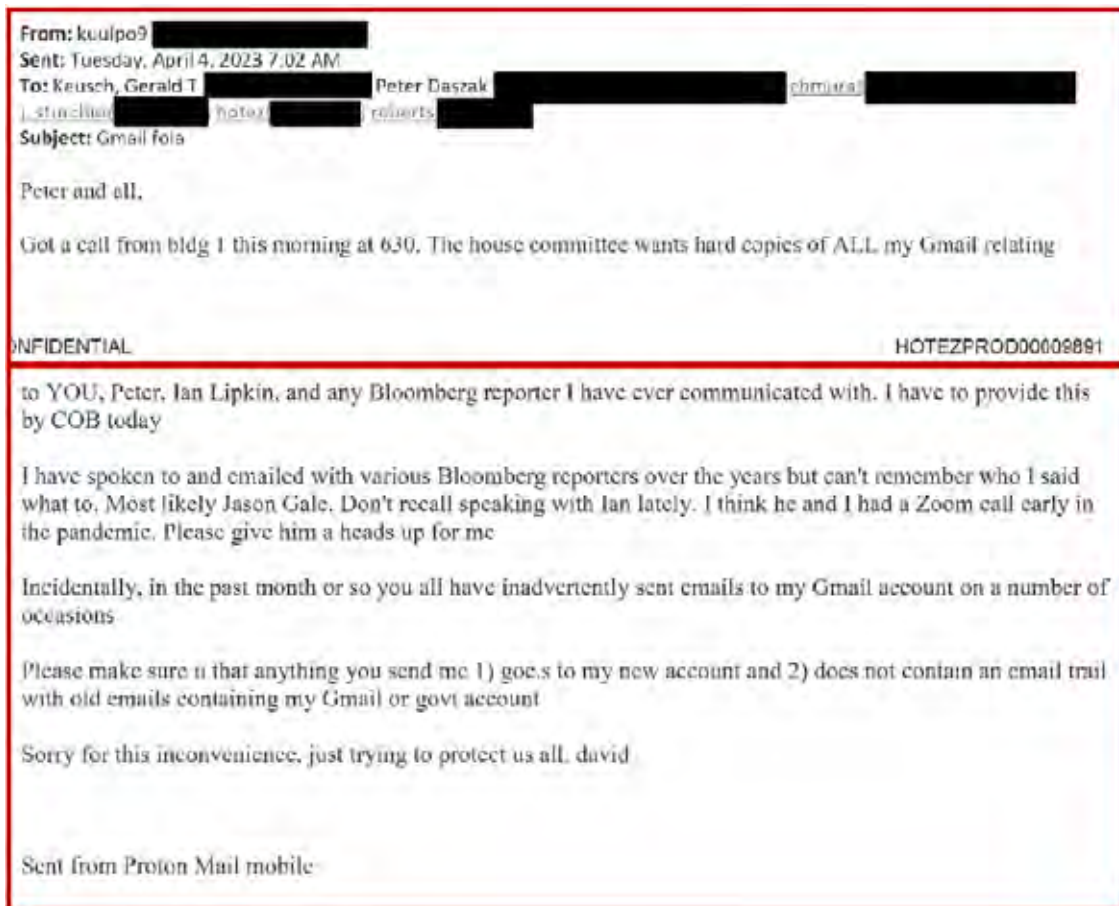 From: kuulpo9
Sent: Tuesday, April 4, 2023 7:02 AM
To: Keusch, Gerald T Peter Daszak
hotez roberts
Subject: Gmail foia
Peter and all,
Got a call from bldg 1 this morning at 630. The house committee wants hard copies of ALL my Gmail relating
ONFIDENTIAL HOTEZPROD00009891
to YOU, Peter, Ian Lipkin, and any Bloomberg reporter I have ever communicated with. I have to provide this
by COB today
I have spoken to and emailed with various Bloomberg reporters over the years but can't remember who I said
what to. Most likely Jason Gale. Don't recall speaking with Ian lately. I think he and I had a Zoom call early in
the pandemic. Please give him a heads up for me
Incidentally, in the past month or so you all have inadvertently sent emails to my Gmail account on a number of
occasions
Please make sure n that anything you send me 1) goe.s to my new account and 2) does not contain an email trail
with old emails containing my Gmail or govt account
Sorry for this inconvenience, just trying to protect us all. david
Sent from Proton Mail mobile